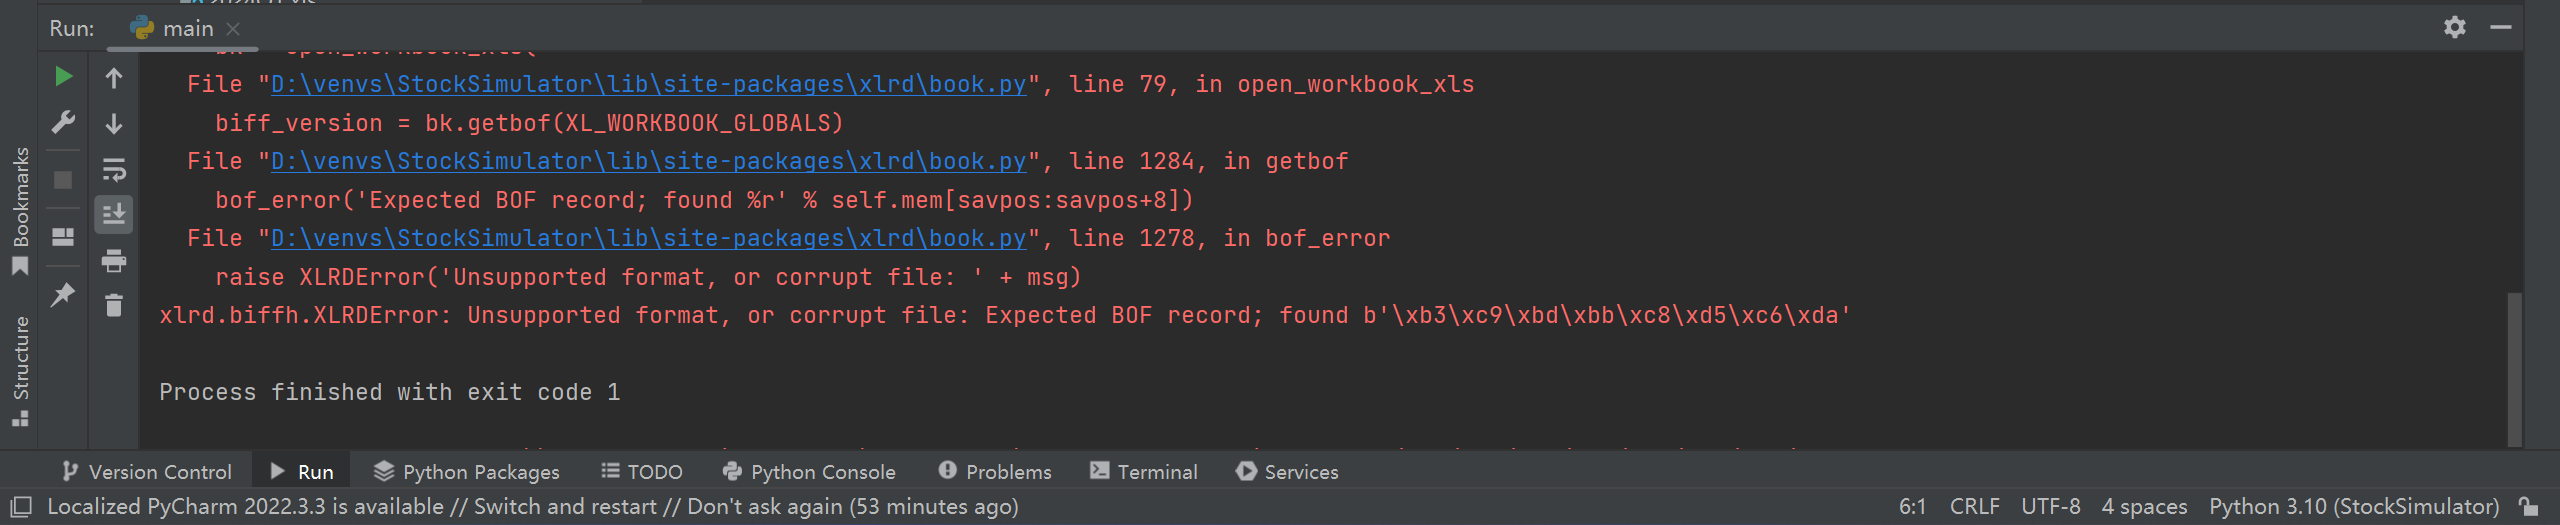 Run: main
File "D:\venvs\StockSimulator\lib\site-packages\xlrd\book.py", line 79, in open_workbook_xls
biff_version = bk.getbof(XL_WORKBOOK_GLOBALS)
File "D:\venvs\StockSimulator\lib\site-packages\xlrd\book.py", line 1284, in getbof
bof_error('Expected BOF record; found %r' % self.mem[savpos:savpos+8])
File "D:\venvs\StockSimulator\lib\site-packages\xlrd\book.py", line 1278, in bof_error
raise XLRDError('Unsupported format, or corrupt file: ' + msg)
xlrd.biffh.XLRDError: Unsupported format, or corrupt file: Expected BOF record; found b'\xb3\xc9\xbd\xbb\xc8\xd5\xc6\xda'
Process finished with exit code 1
Bookmarks
Structure
Version Control Run Python Packages TODO Python Console Problems Terminal Services
Localized PyCharm 2022.3.3 is available // Switch and restart // Don't ask again (53 minutes ago) 6:1 CRLF UTF-8 4 spaces Python 3.10 (StockSimulator)